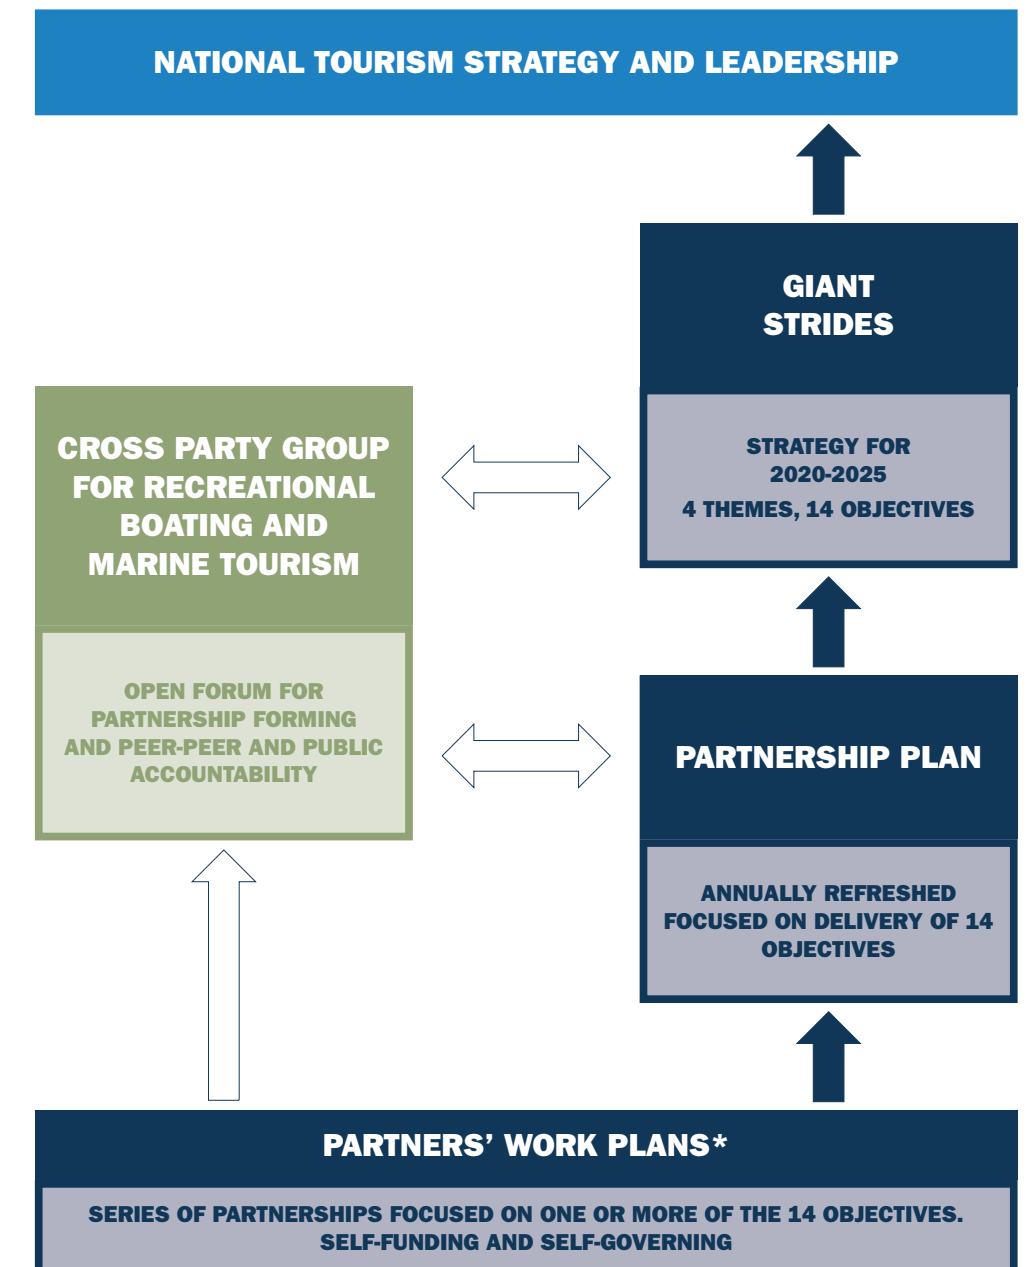 NATIONAL TOURISM STRATEGY AND LEADERSHIP
GIANT
STRIDES
STRATEGY FOR
2020-2025
4 THEMES, 14 OBJECTIVES
CROSS PARTY GROUP
FOR RECREATIONAL
BOATING AND
MARINE TOURISM
OPEN FORUM FOR
PARTNERSHIP FORMING
AND PEER-PEER AND PUBLIC
ACCOUNTABILITY
PARTNERSHIP PLAN
ANNUALLY REFRESHED
FOCUSED ON DELIVERY OF 14
OBJECTIVES
PARTNERS’ WORK PLANS*
SERIES OF PARTNERSHIPS FOCUSED ON ONE OR MORE OF THE 14 OBJECTIVES.
SELF-FUNDING AND SELF-GOVERNING